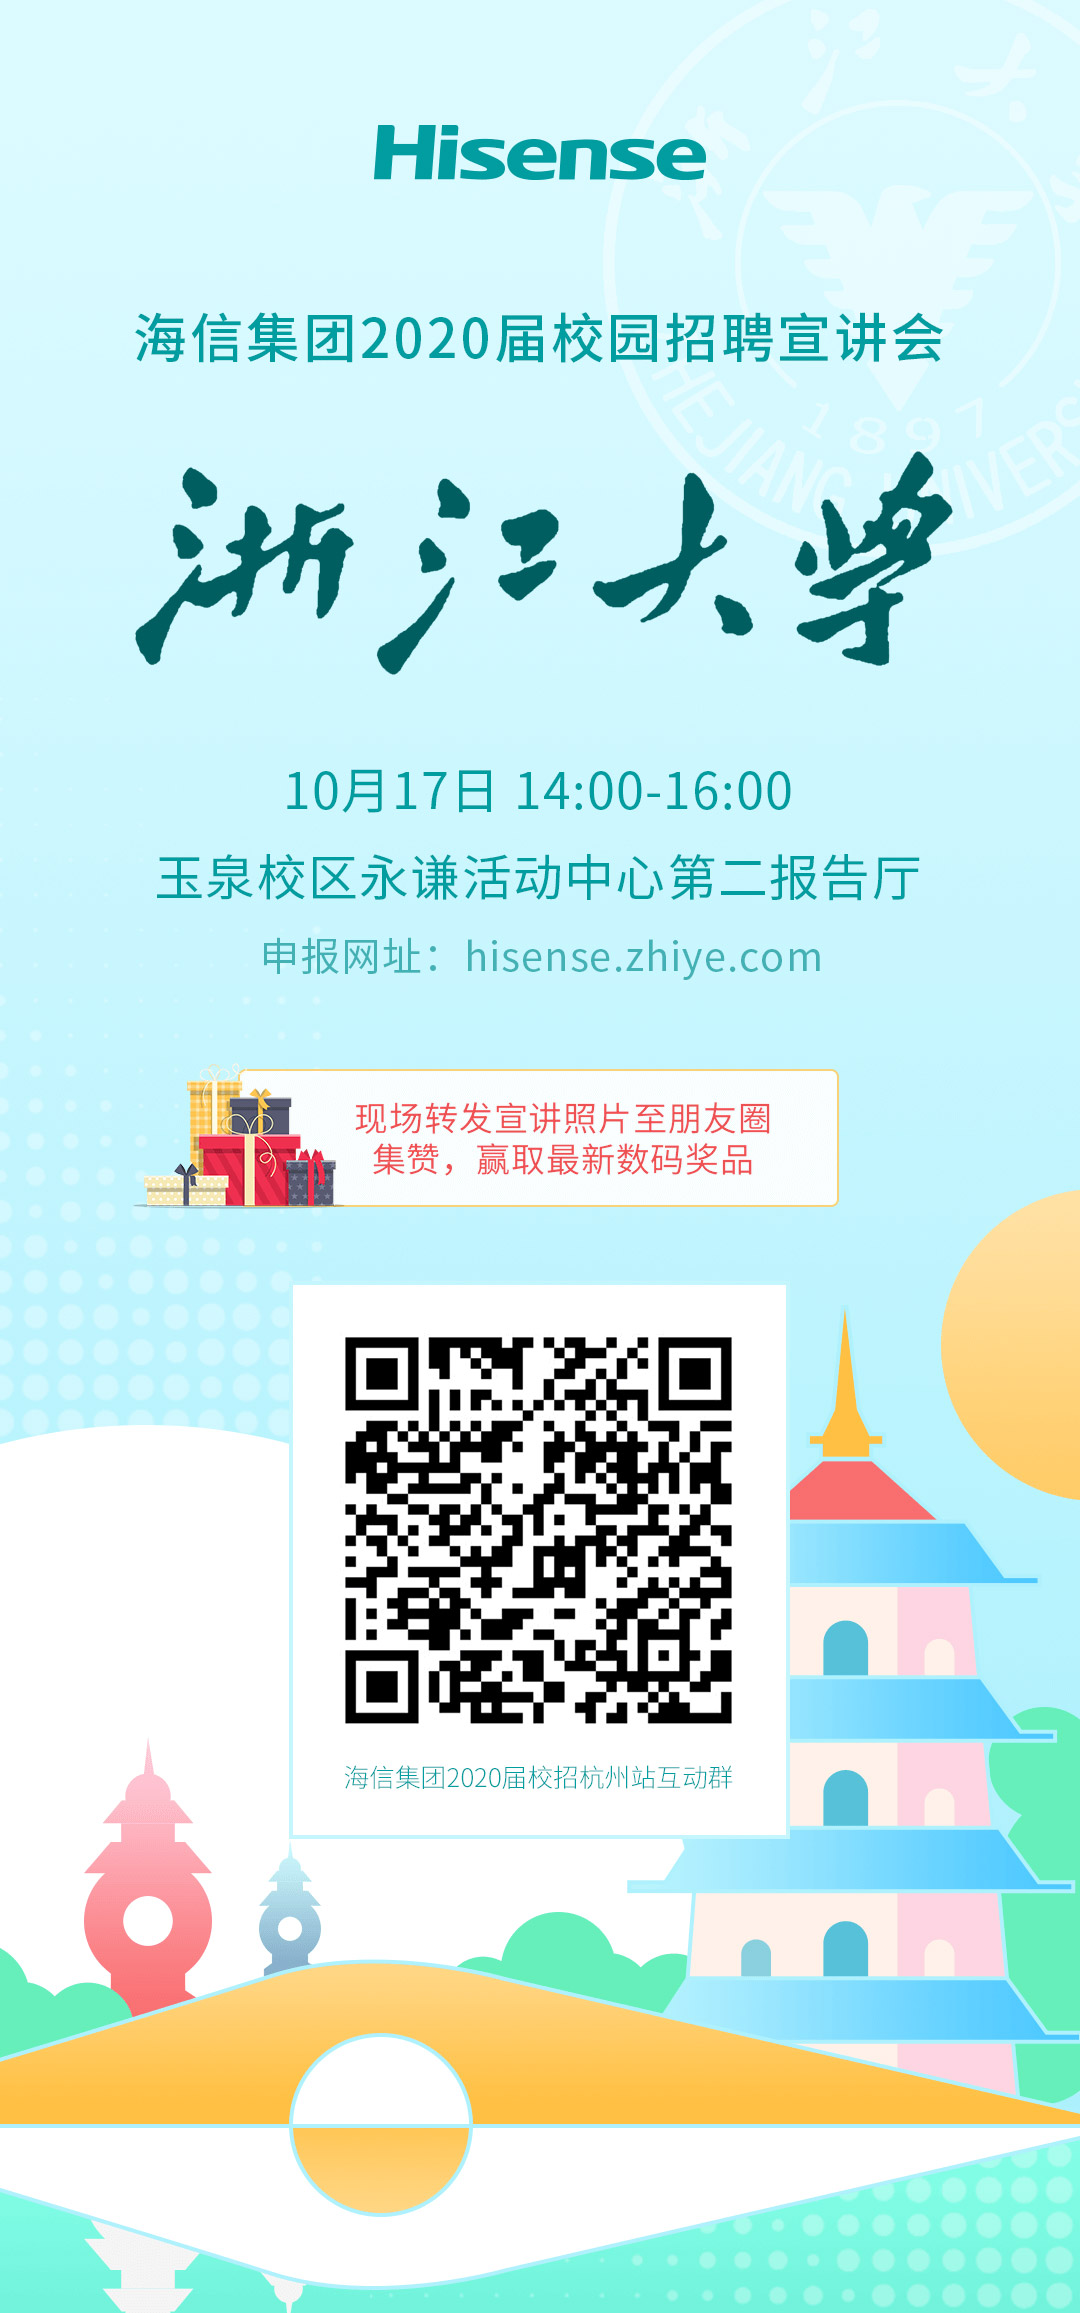 Hisense
海信集团2020届校园招聘宣讲会
浙江大学
1897
ZHEJIANG UNIVERS
10月17日 14:00-16:00
玉泉校区永谦活动中心第二报告厅
申报网址：hisense.zhiye.com
现场转发宣讲照片至朋友圈
集赞，赢取最新数码奖品
海信集团2020届校招杭州站互动群